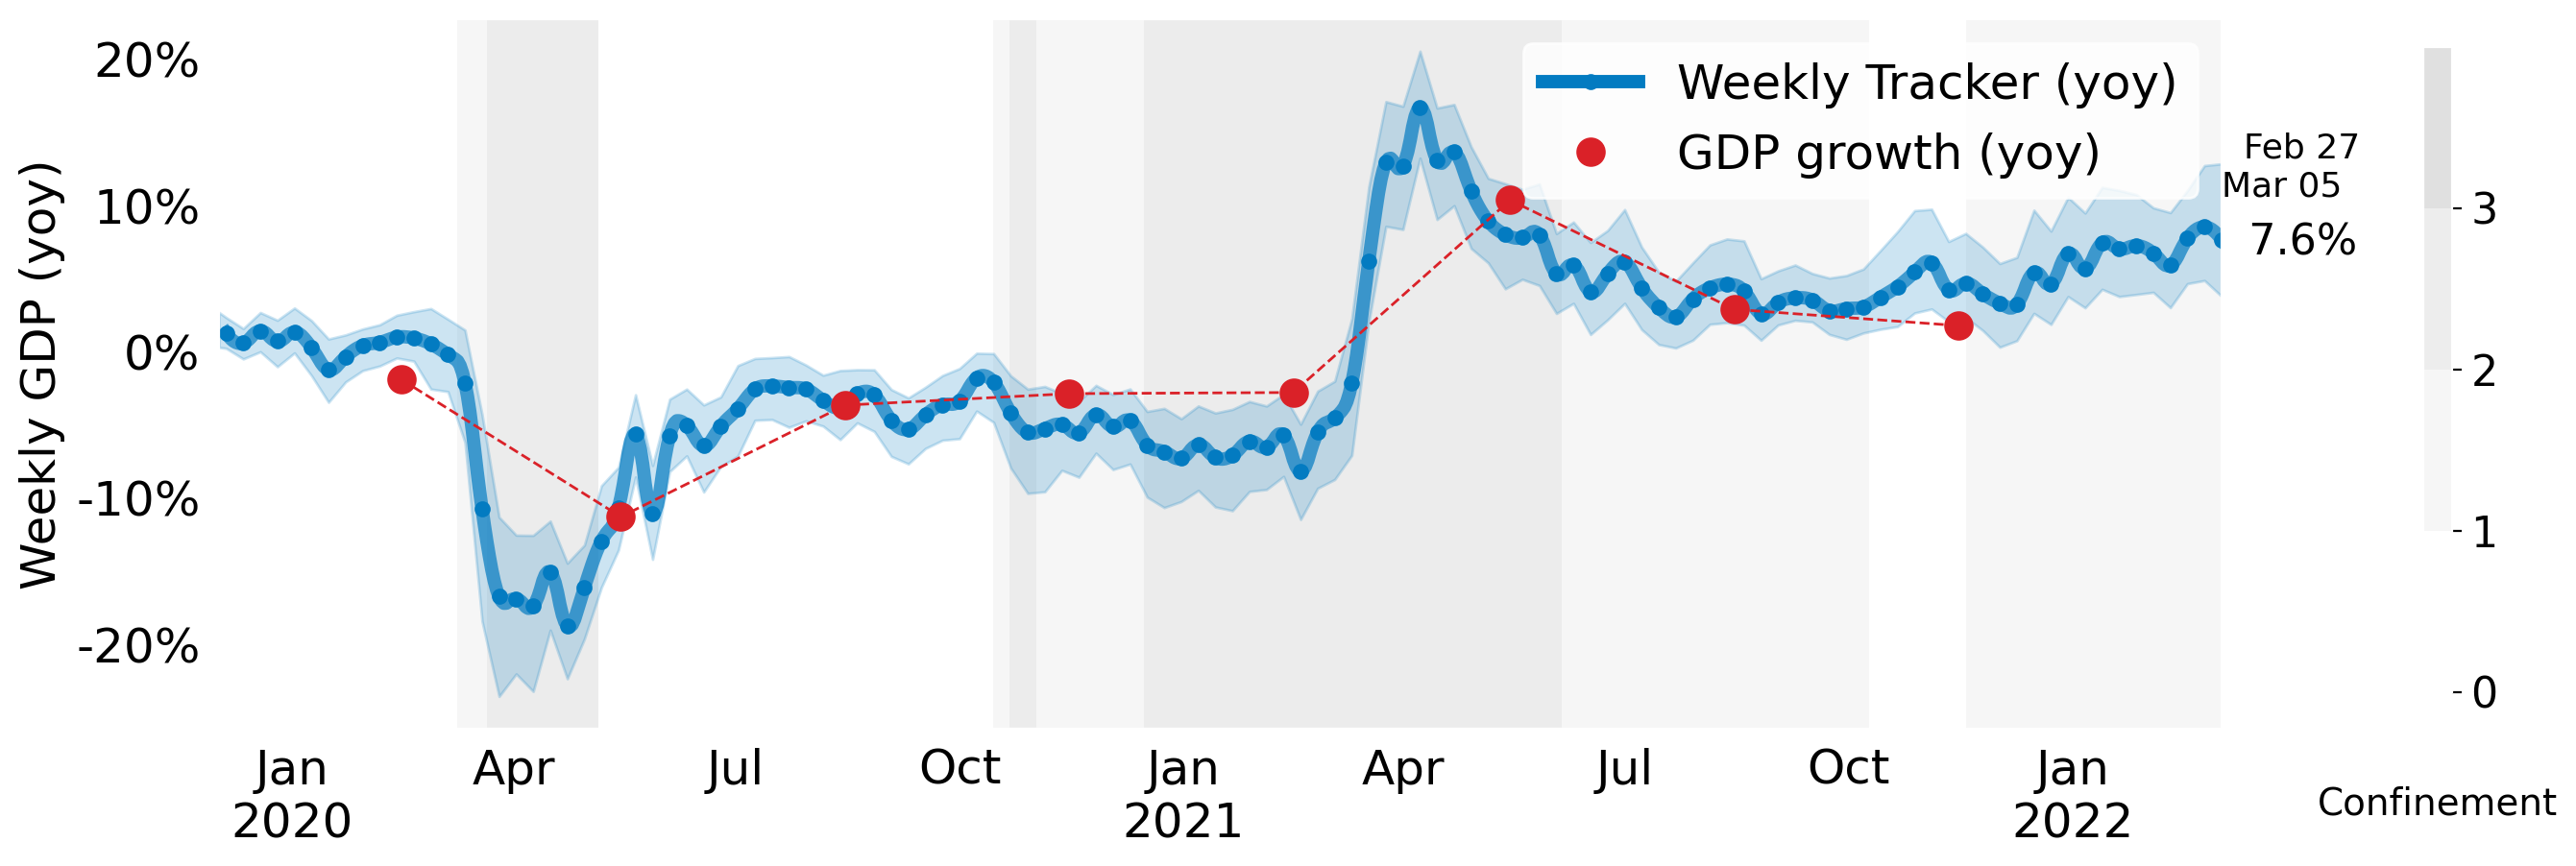 Weekly GDP (yoy)
20%
10%
0%
-10%
-20%
Weekly Tracker (yoy)
GDP growth (yoy)
Feb 27
Mar 05
7.6%
3
2
1
0
Jan
2020
Apr
Jul
Oct
Jan
2021
Apr
Jul
Oct
Jan
2022
Confinement